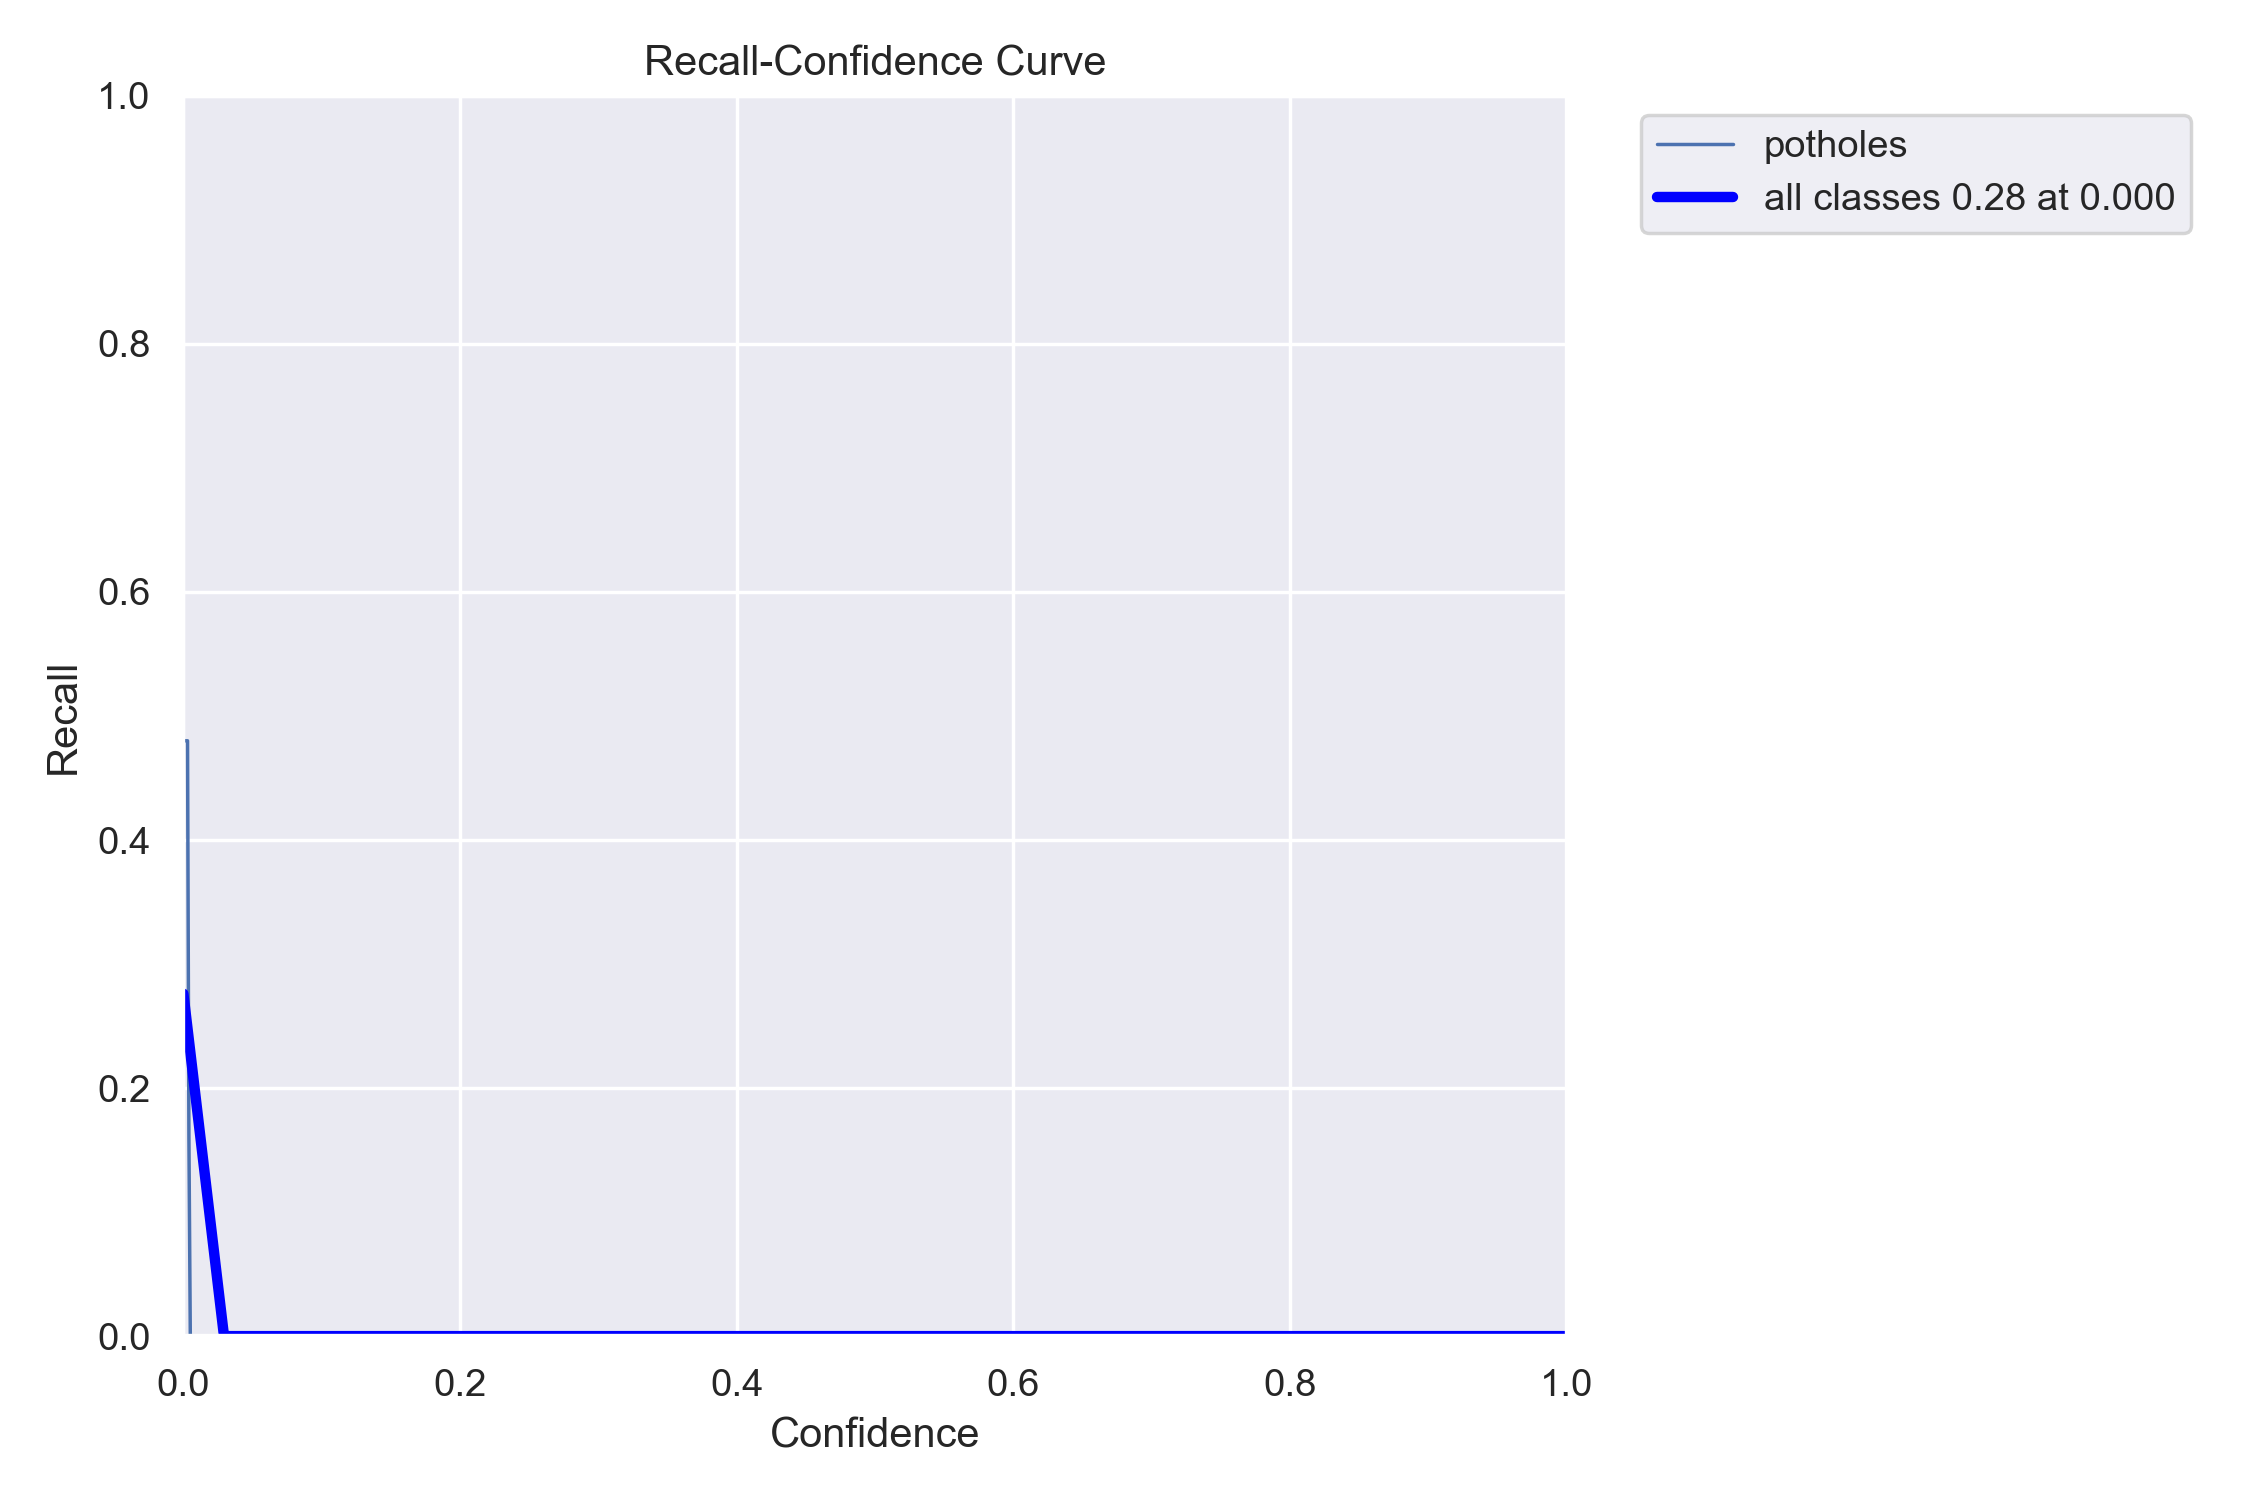 Recall-Confidence Curve
1.0
0.8
0.6
0.4
0.2
0.0
Recall
0.0 0.2 0.4 0.6 0.8 1.0
Confidence
potholes
all classes 0.28 at 0.000